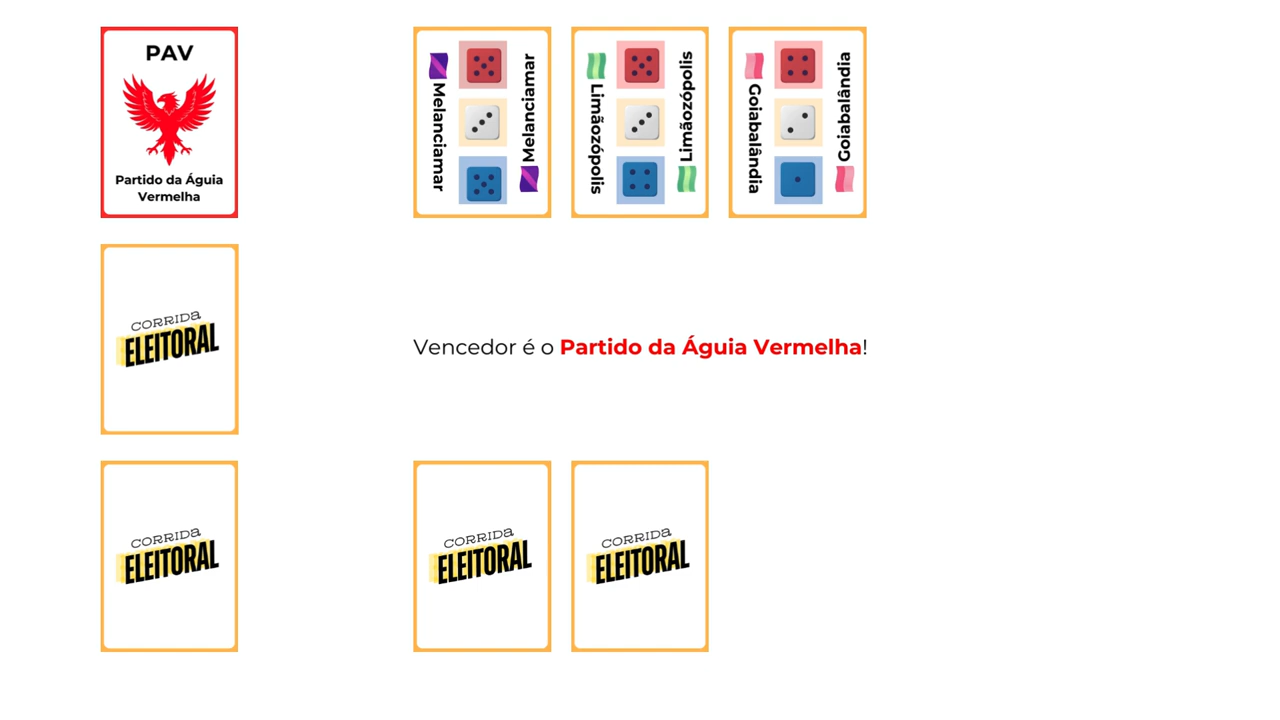 PAV
Partido da Águia
Vermelha
Melanciamar
Melanciamar
Limãozópolis
Limãozópolis
Goiabalândia
Goiabalândia
CORRIDa
ELEITORAL
Vencedor é o Partido da Águia Vermelha!
CORRIDa
ELEITORAL
CORRIDa
ELEITORAL
CORRIDa
ELEITORAL